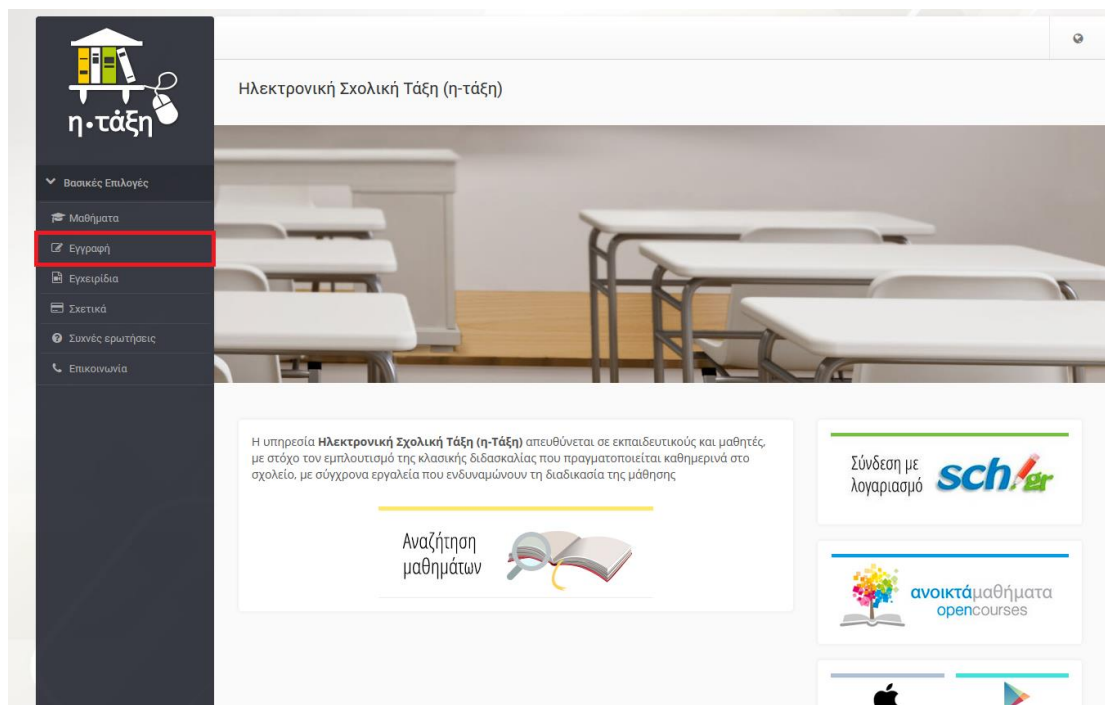 η•τάξη
Βασικές Επιλογές
Μαθήματα
Εγγραφή
Εγχειρίδια
Σχετικά
Συχνές ερωτήσεις
Επικοινωνία
Ηλεκτρονική Σχολική Τάξη (η-τάξη)
Η υπηρεσία Ηλεκτρονική Σχολική Τάξη (η-Τάξη) απευθύνεται σε εκπαιδευτικούς και μαθητές,
με στόχο τον εμπλουτισμό της κλασικής διδασκαλίας που πραγματοποιείται καθημερινά στο
σχολείο, με σύγχρονα εργαλεία που ενδυναμώνουν τη διαδικασία της μάθησης
Αναζήτηση
μαθημάτων
Σύνδεση με
λογαριασμό
sch.gr
ανοικτάμαθήματα
opencourses